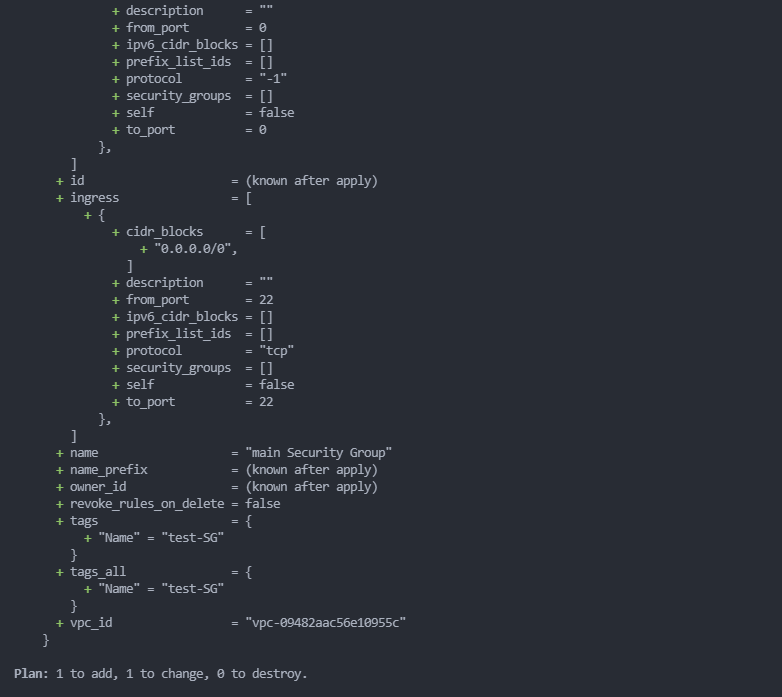 + description      = ""
+ from_port        = 0
+ ipv6_cidr_blocks = []
+ prefix_list_ids  = []
+ protocol         = "-1"
+ security_groups  = []
+ self             = false
+ to_port          = 0
},
]
+ id                     = (known after apply)
+ ingress                = [
+ {
+ cidr_blocks      = [
+ "0.0.0.0/0",
]
+ description      = ""
+ from_port        = 22
+ ipv6_cidr_blocks = []
+ prefix_list_ids  = []
+ protocol         = "tcp"
+ security_groups  = []
+ self             = false
+ to_port          = 22
},
]
+ name                   = "main Security Group"
+ name_prefix            = (known after apply)
+ owner_id               = (known after apply)
+ revoke_rules_on_delete = false
+ tags                   = {
+ "Name" = "test-SG"
}
+ tags_all               = {
+ "Name" = "test-SG"
}
+ vpc_id                 = "vpc-09482aac56e10955c"
}
Plan: 1 to add, 1 to change, 0 to destroy.